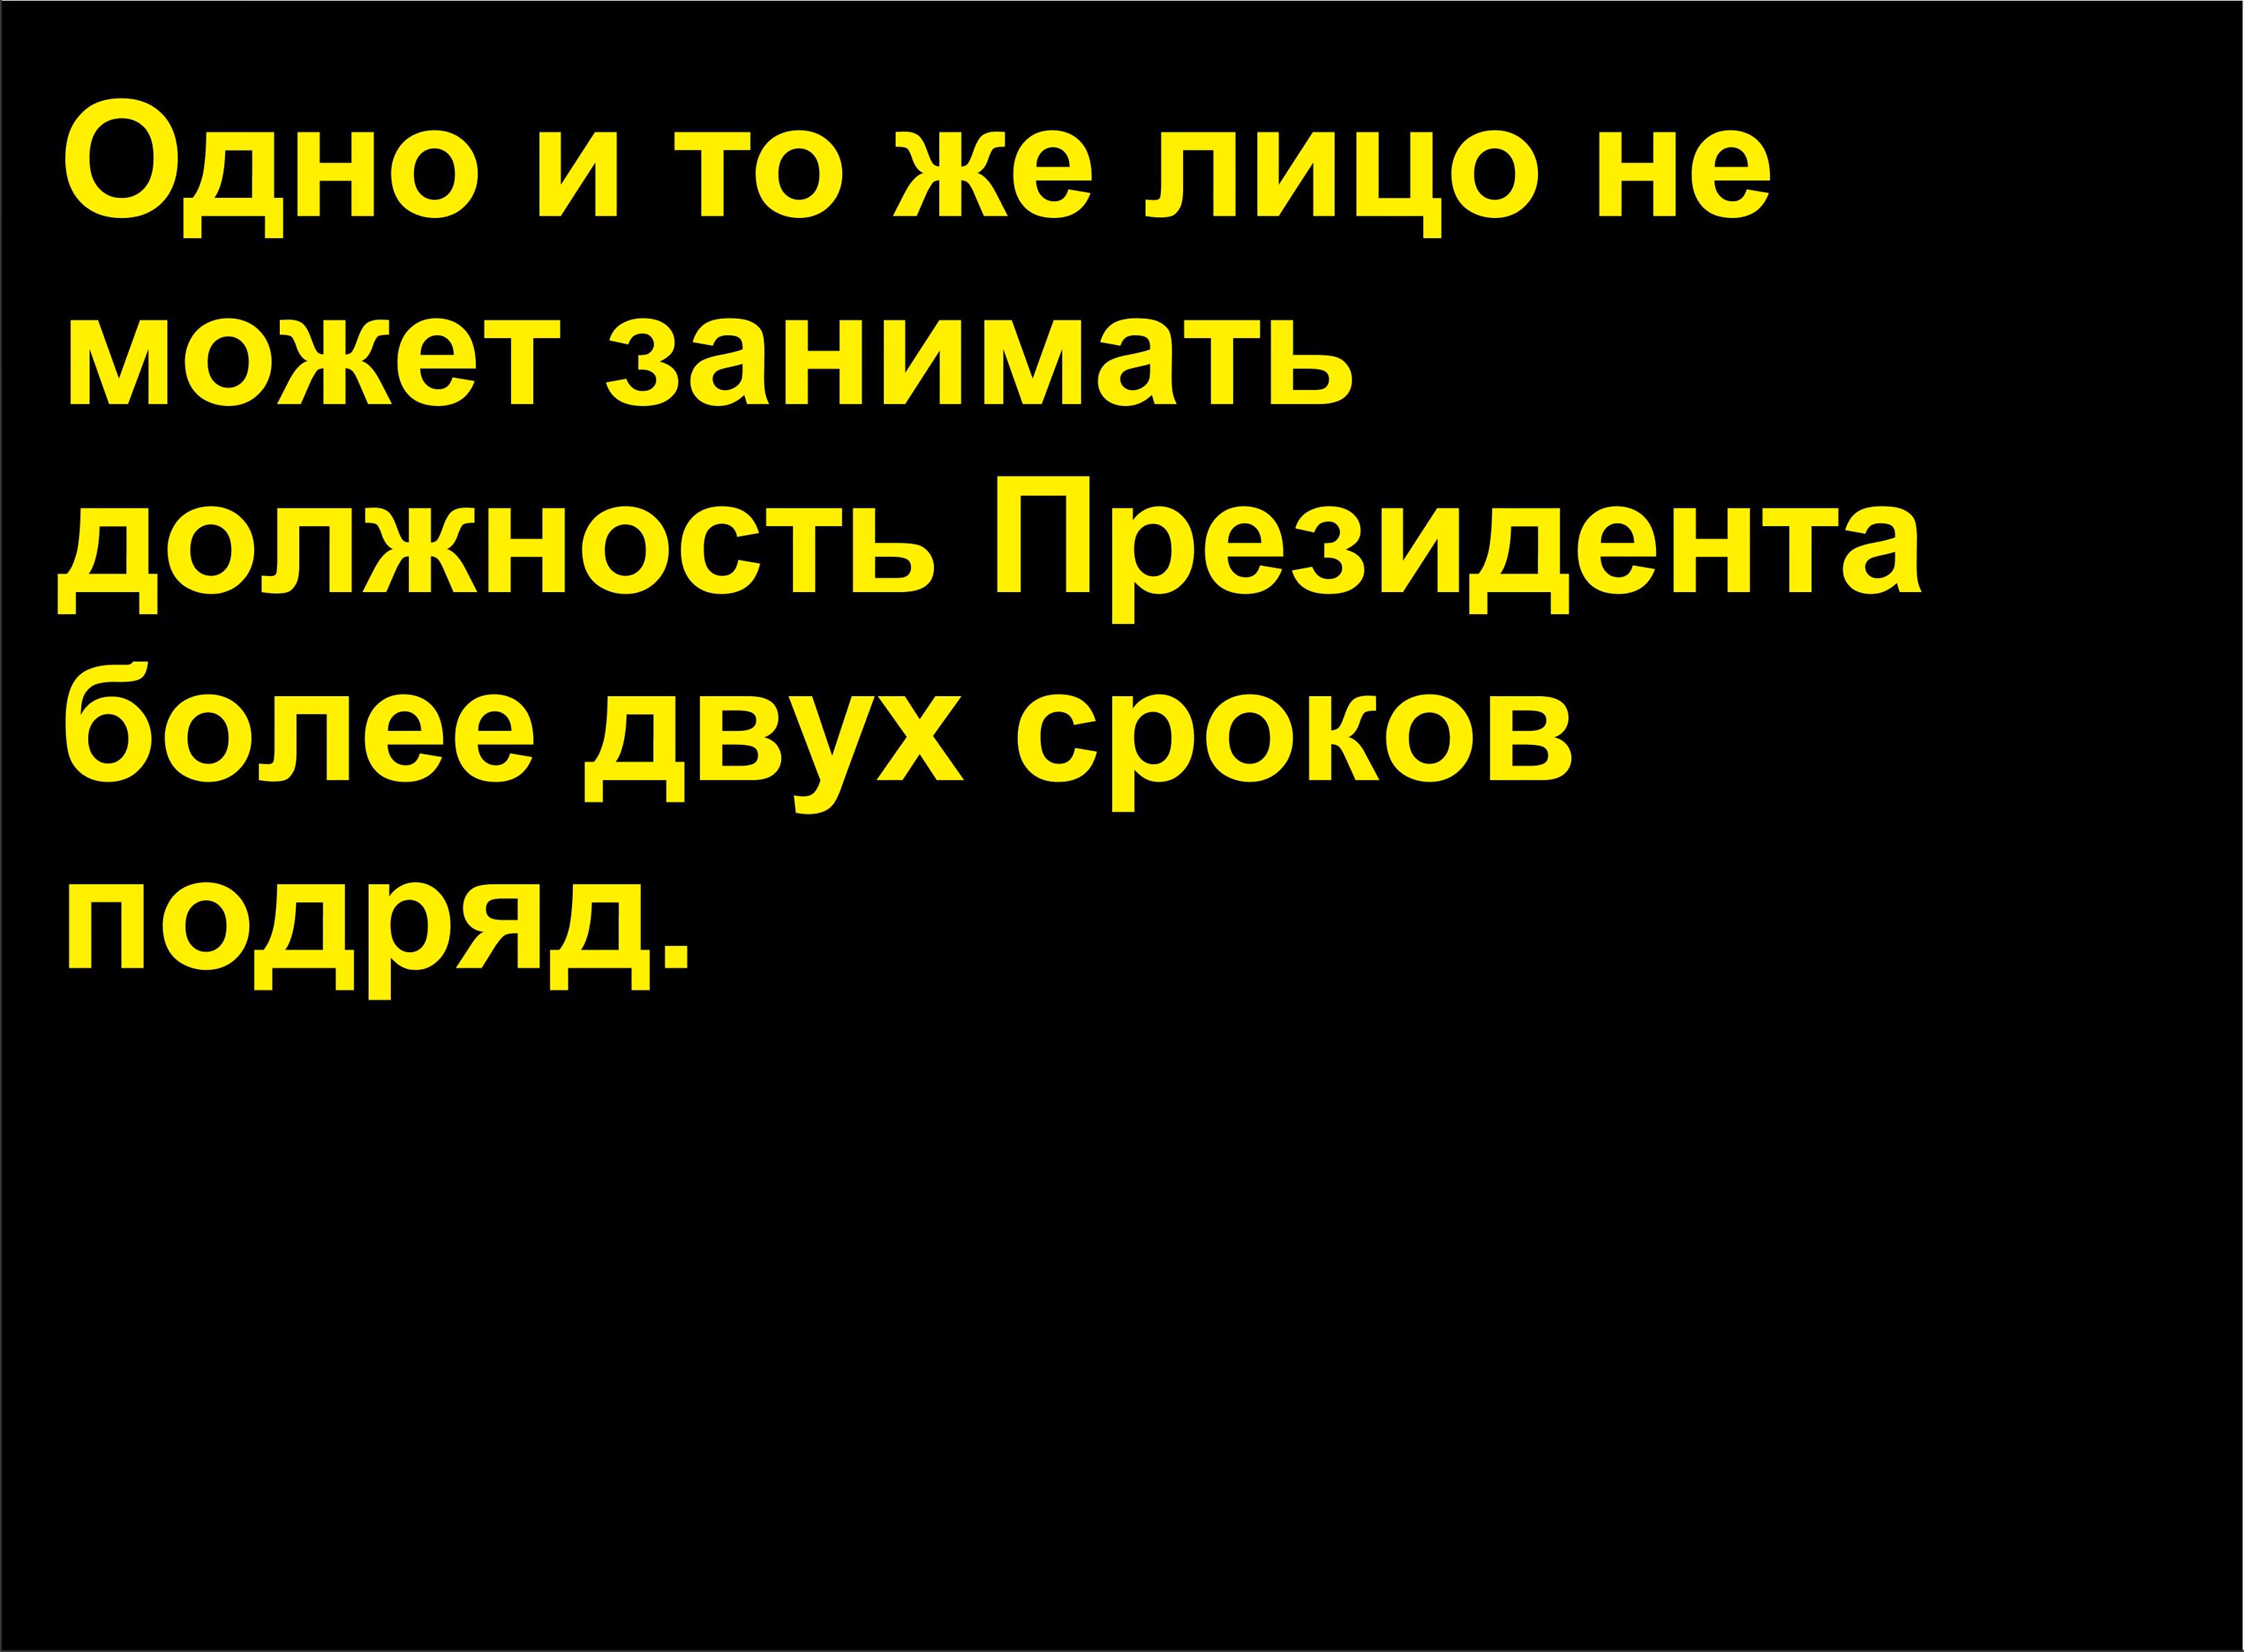 Одно и то же лицо не
может занимать
должность Президента
более двух сроков
подряд.